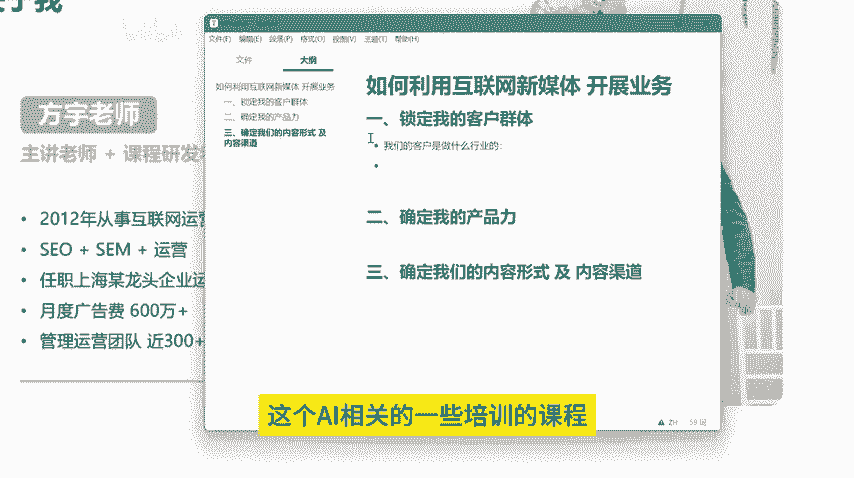 于我
文件(F) 编辑(E) 段落(P) 格式(O) 视图(V) 主题(T) 帮助(H)
文件 大纲
如何利用互联网新媒体 开展业务
一、锁定我的客户群体
二、确定我的产品力
三、确定我们的内容形式 及
内容渠道
如何利用互联网新媒体 开展业务
一、锁定我的客户群体
• 我们的客户是做什么行业的:
•
二、确定我的产品力
三、确定我们的内容形式 及 内容渠道
方宇老师
主讲老师 + 课程研发
• 2012年从事互联网运营
• SEO + SEM + 运营
• 任职上海某龙头企业运
• 月度广告费 600万+
• 管理运营团队 近300+
这个AI相关的一些培训的课程
ZH 59 词